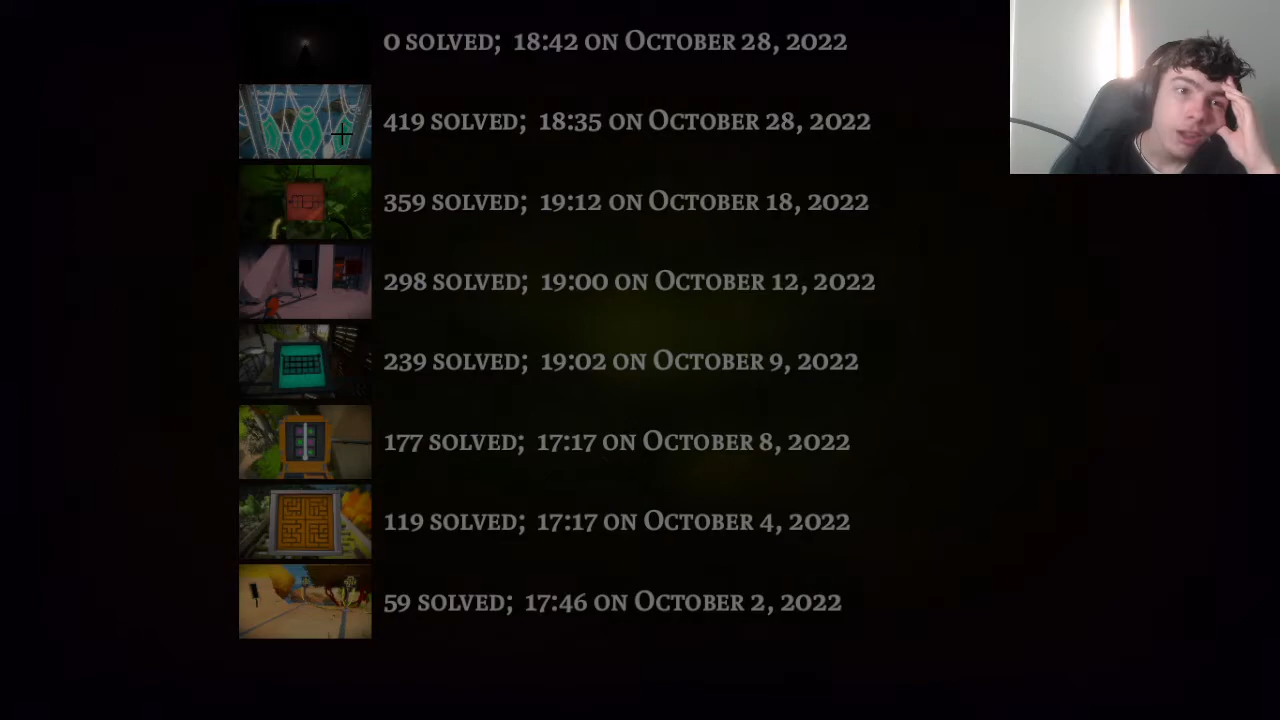 0 SOLVED; 18:42 ON OCTOBER 28, 2022
419 SOLVED; 18:35 ON OCTOBER 28, 2022
359 SOLVED; 19:12 ON OCTOBER 18, 2022
298 SOLVED; 19:00 ON OCTOBER 12, 2022
239 SOLVED; 19:02 ON OCTOBER 9, 2022
177 SOLVED; 17:17 ON OCTOBER 8, 2022
119 SOLVED; 17:17 ON OCTOBER 4, 2022
59 SOLVED; 17:46 ON OCTOBER 2, 2022